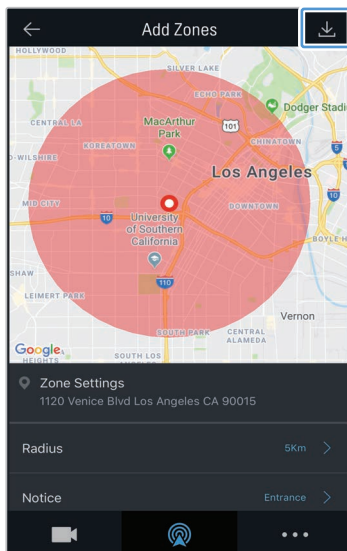 Add Zones
HOLLYWOOD
SILVER LAKE
ECHO PARK
Dodger Stadi
CENTRAL LA
MacArthur
Park
101
5
KOREATOWN
CHINATOWN
D-WILSHIRE
Los Angeles
10
MID CITY
DOWNTOWN
10
University
of Southern
California
BOYLE H
SHAW
110
LEIMERT PARK
Vernon
SOUTH PARK
CENTRAL
ALAMEDA
Google
HEIGHTS
SOUTH LOS
Zone Settings
1120 Venice Blvd Los Angeles CA 90015
Radius
5Km
Notice
Entrance